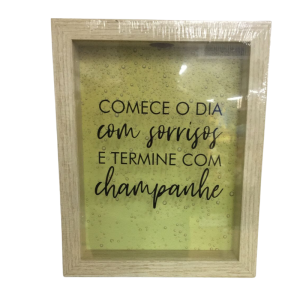 COMECE O DIA
com sorrisos
E TERMINE COM
champanhe